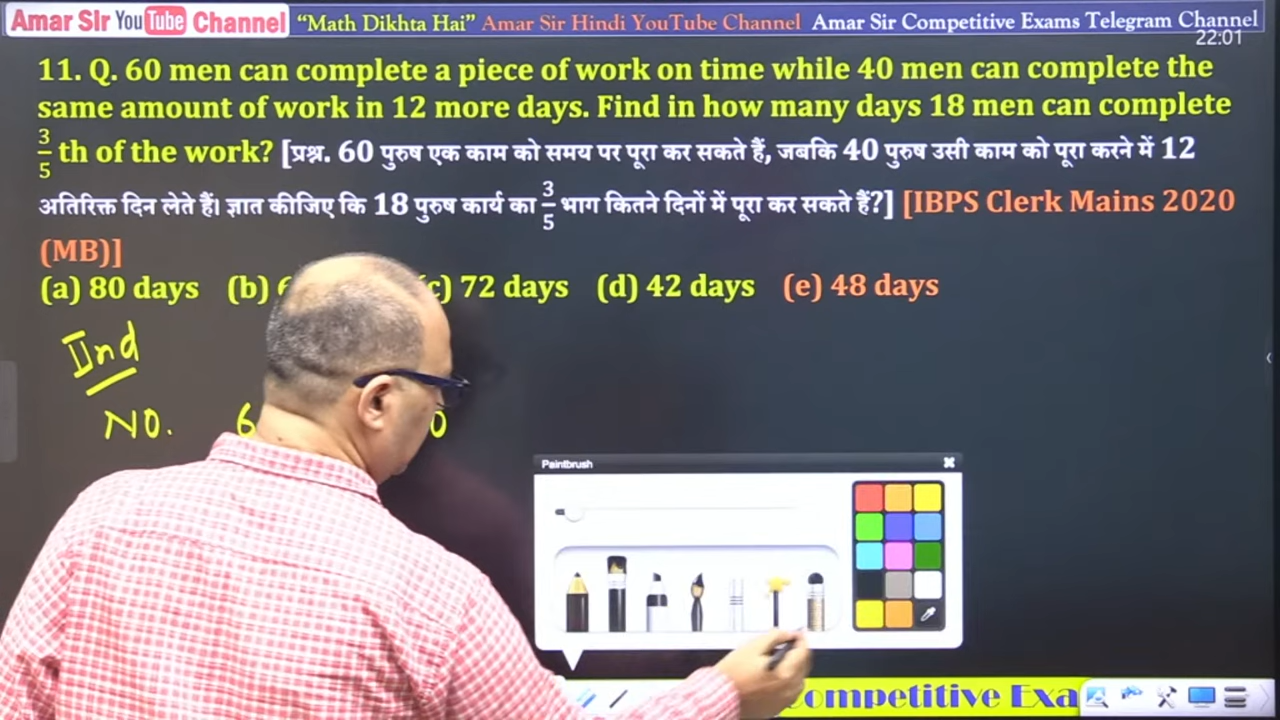 Amar Sir YouTube Channel "Math Dikhta Hai" Amar Sir Hindi YouTube Channel Amar Sir Competitive Exams Telegram Channel
22:01
11. Q. 60 men can complete a piece of work on time while 40 men can complete the
same amount of work in 12 more days. Find in how many days 18 men can complete
3/5 th of the work? [प्रश्न. 60 पुरुष एक काम को समय पर पूरा कर सकते हैं, जबकि 40 पुरुष उसी काम को पूरा करने में 12
अतिरिक्त दिन लेते हैं। ज्ञात कीजिए कि 18 पुरुष कार्य का 3/5 भाग कितने दिनों में पूरा कर सकते हैं?] [IBPS Clerk Mains 2020
(MB)]
(a) 80 days (b) c) 72 days (d) 42 days (e) 48 days
IInd
NO. 6 0
Paintbrush
ompetitive Exa